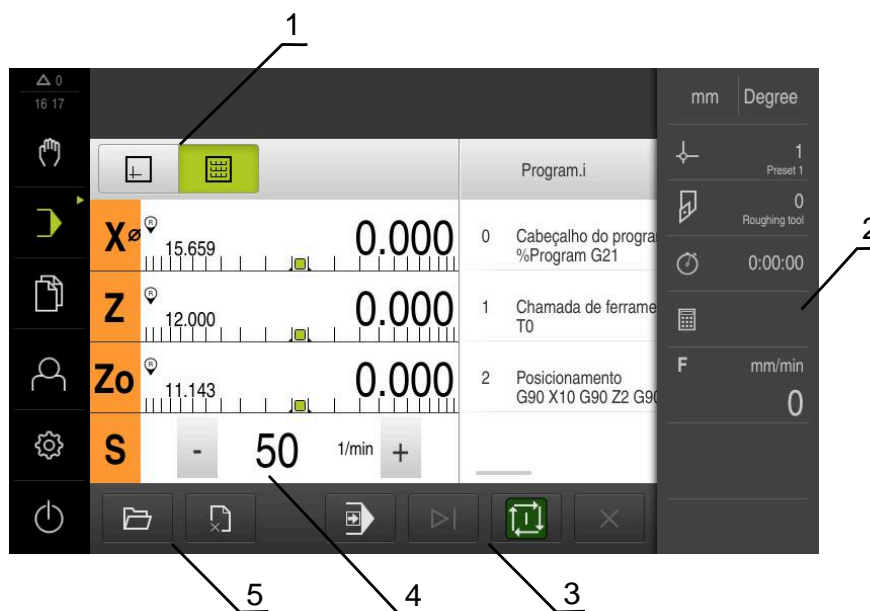 1
△ 0
16 17
mm Degree
1
Preset 1
Program.i
0
Roughing tool
2
X⌀ R 15.659 0.000
0 Cabeçalho do progra
%Program G21
0:00:00
Z R 12.000 0.000
1 Chamada de ferrame
T0
Zo R 11.143 0.000
2 Posicionamento
G90 X10 G90 Z2 G90
F mm/min
0
S - 50 1/min +
5
4
3